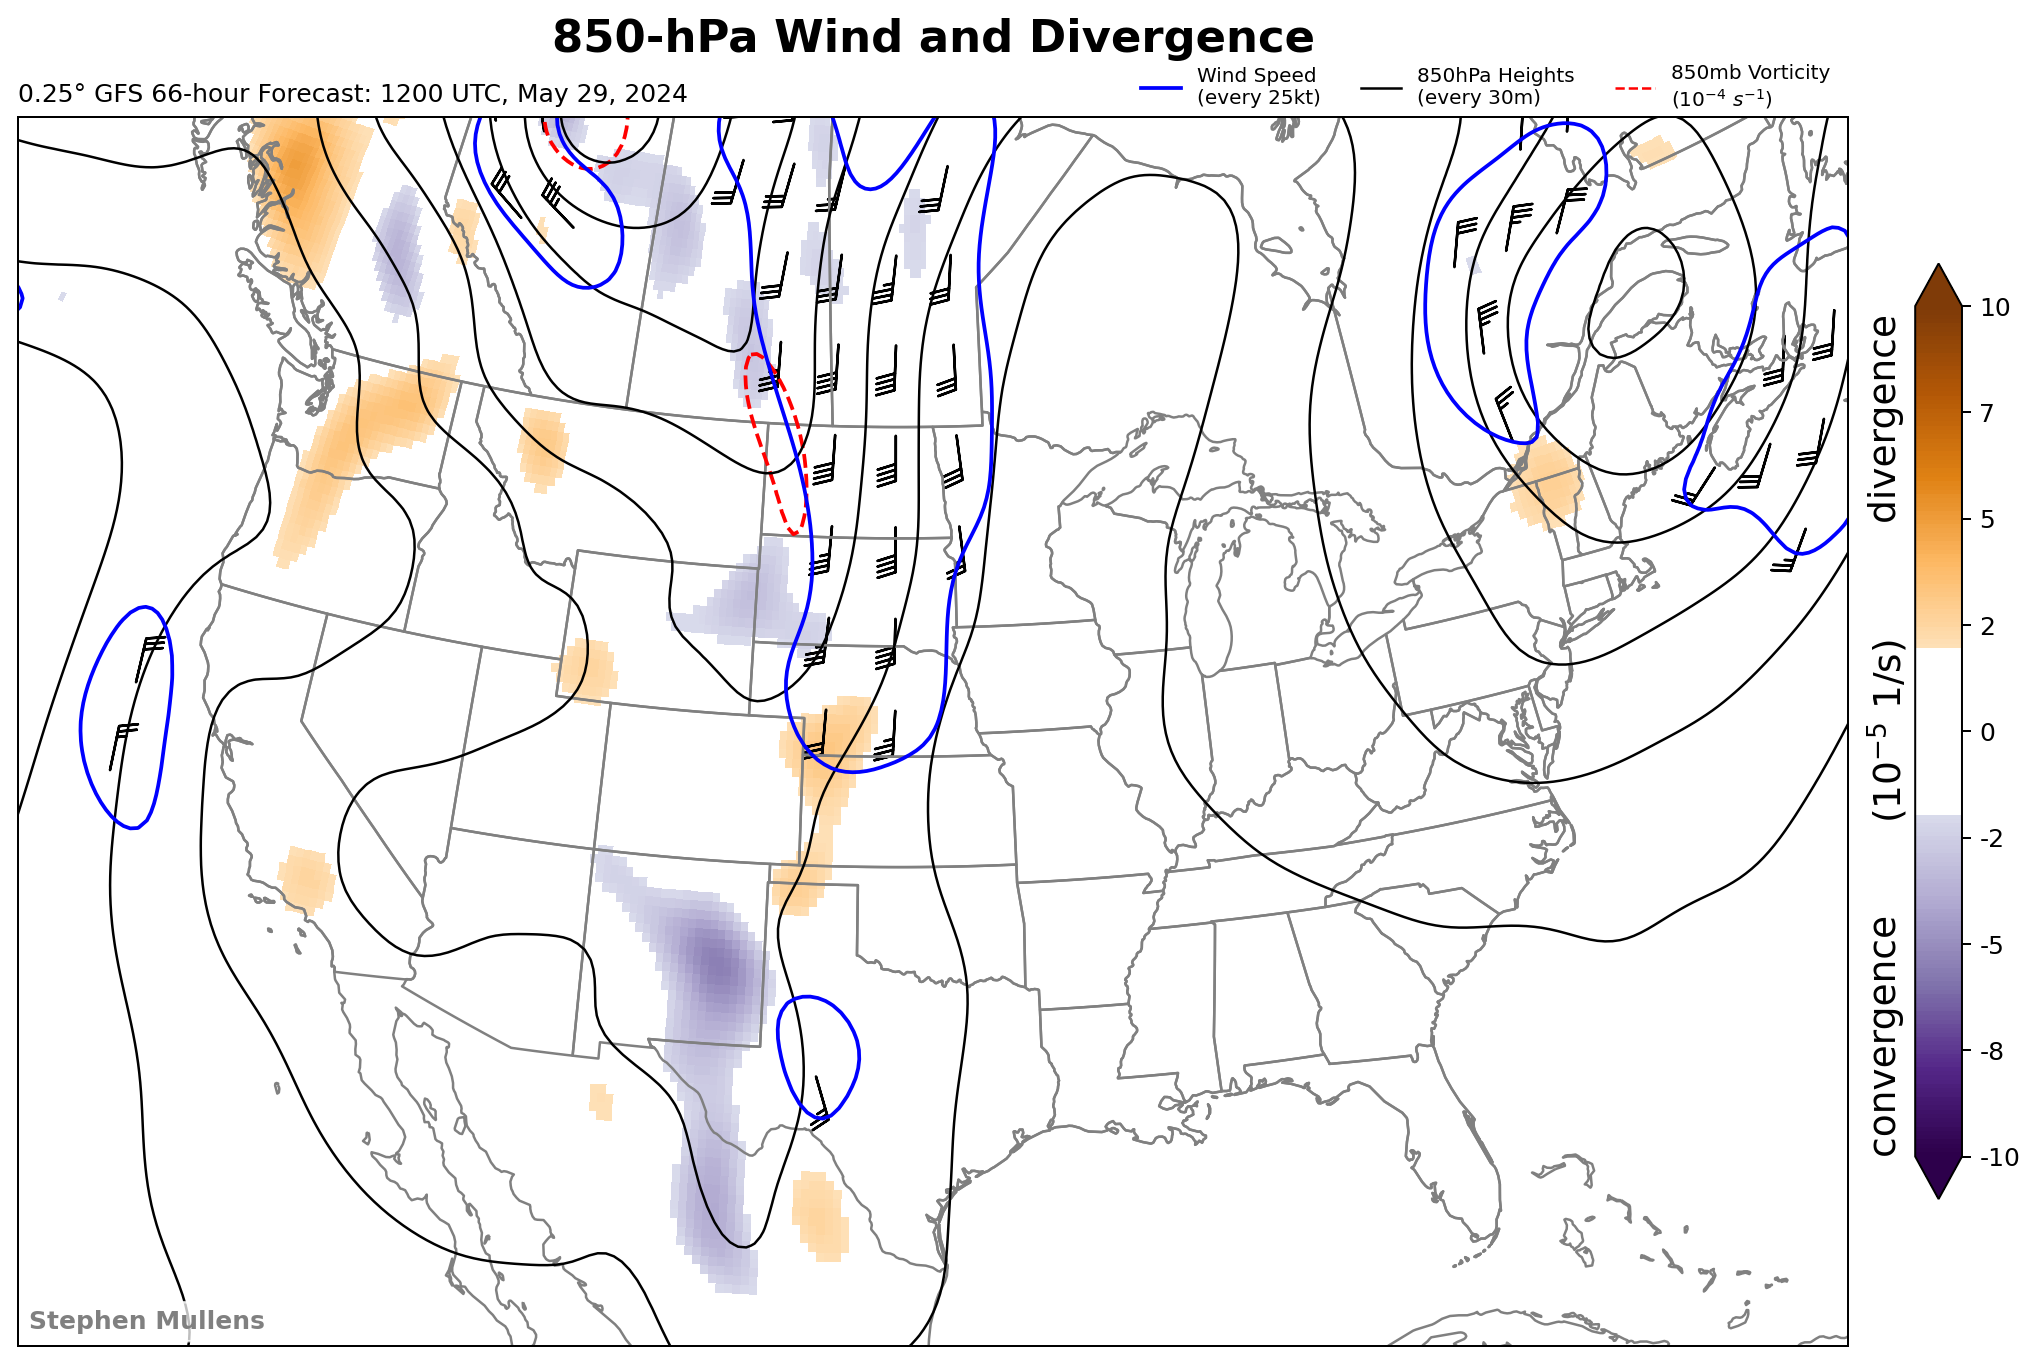 850-hPa Wind and Divergence
0.25° GFS 66-hour Forecast: 1200 UTC, May 29, 2024
Wind Speed
(every 25kt)
850hPa Heights
(every 30m)
850mb Vorticity
(10⁻⁴ s⁻¹)
10
7
5
2
0
-2
-5
-8
-10
convergence (10⁻⁵ 1/s) divergence
Stephen Mullens